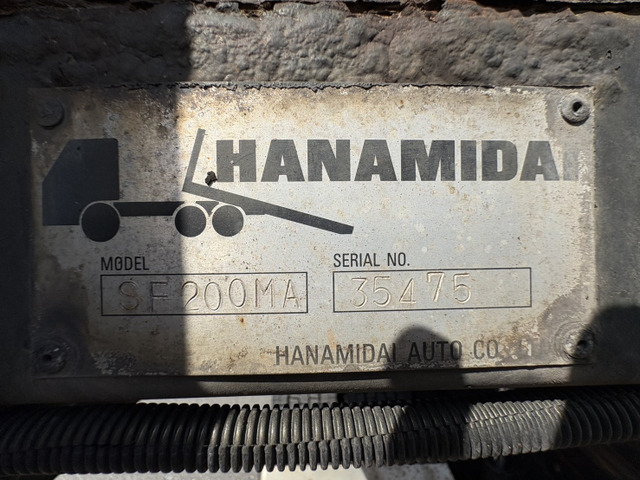 HANAMIDAI
MODEL SERIAL NO.
SF200MA 35475
HANAMIDAI AUTO CO.